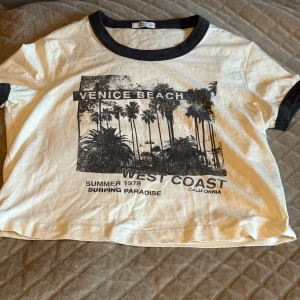 VENICE BEACH
WEST COAST
SUMMER 1978
CALIFORNIA
SURFING PARADISE